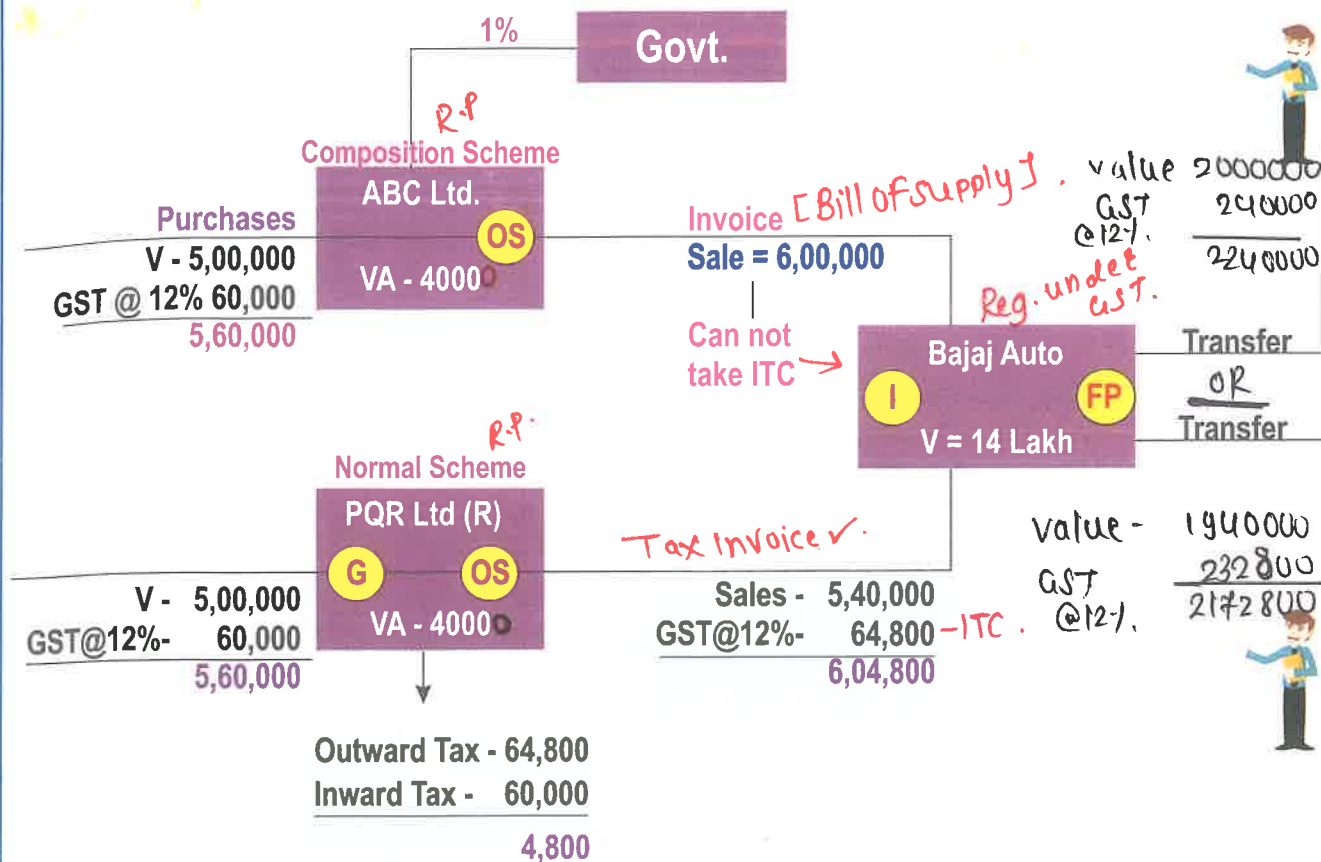 1%
Govt.
R.P
Composition Scheme
ABC Ltd.
OS
VA - 40000
Purchases
V - 5,00,000
GST @ 12% 60,000
5,60,000
Invoice [Bill of supply].
Sale = 6,00,000
Can not
take ITC
value 2000000
GST 240000
@12%.
2240000
Reg. under
GST.
Bajaj Auto
I
FP
V = 14 Lakh
Transfer
OR
Transfer
R.P.
Normal Scheme
PQR Ltd (R)
G
OS
VA - 40000
V - 5,00,000
GST@12%- 60,000
5,60,000
Tax Invoice ✓.
Sales - 5,40,000
GST@12%- 64,800 -ITC.
6,04,800
value - 1940000
GST 232800
@12%. 2172800
Outward Tax - 64,800
Inward Tax - 60,000
4,800